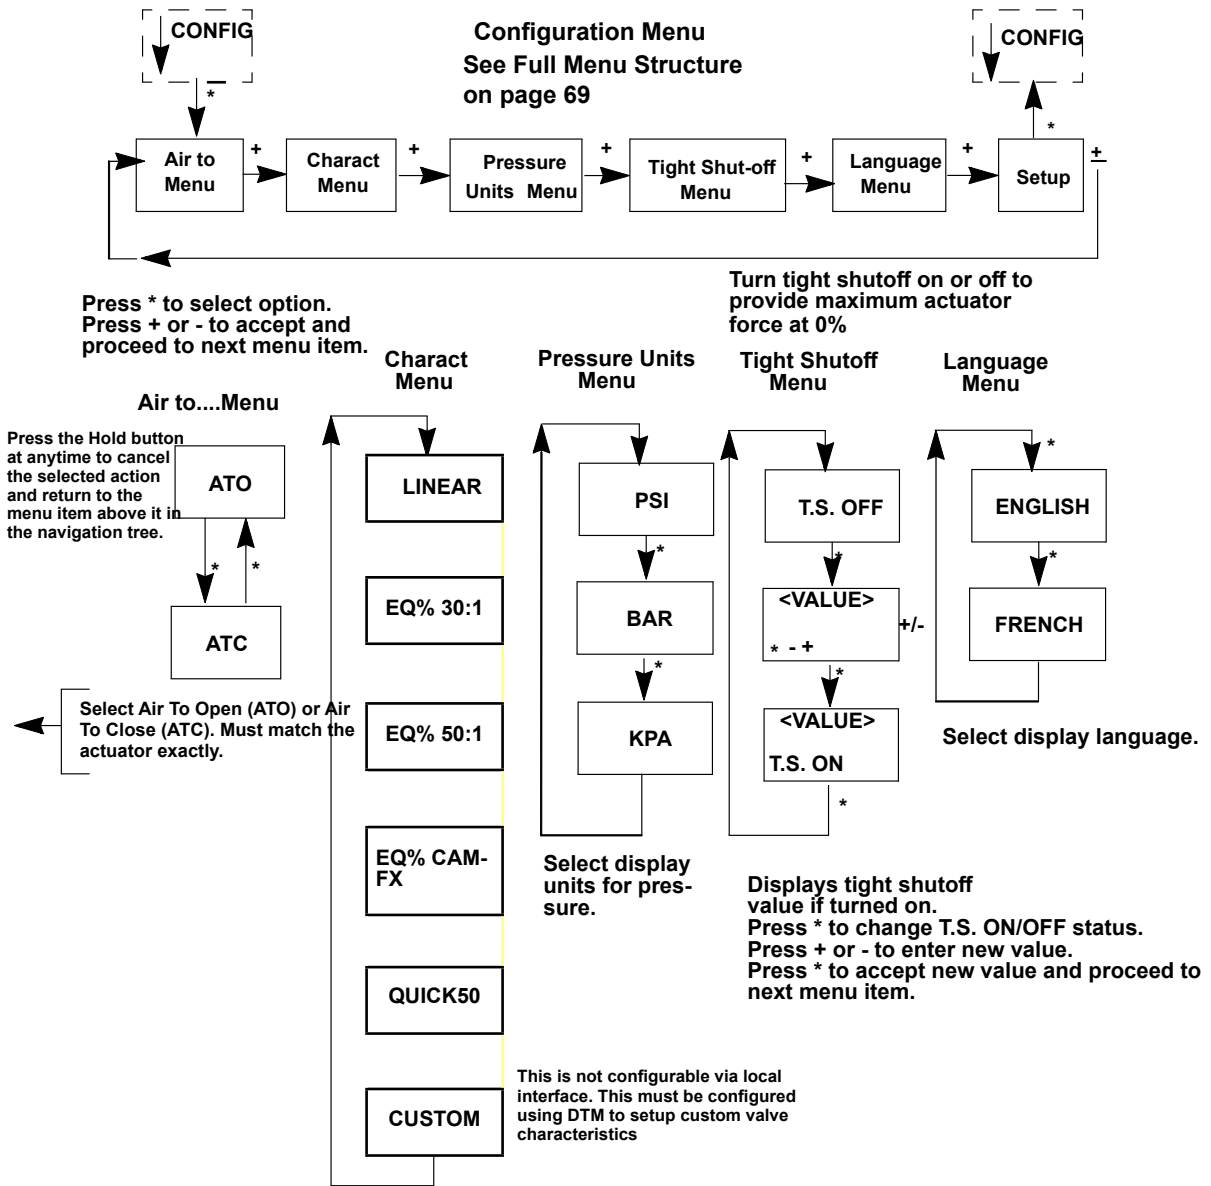 CONFIG
Configuration Menu
See Full Menu Structure
on page 69
CONFIG
*
*
Air to
Menu
+
Charact
Menu
+
Pressure
Units Menu
+
Tight Shut-off
Menu
+
Language
Menu
+
Setup
+
Press * to select option.
Press + or - to accept and
proceed to next menu item.
Turn tight shutoff on or off to
provide maximum actuator
force at 0%
Air to....Menu
Press the Hold button
at anytime to cancel
the selected action
and return to the
menu item above it in
the navigation tree.
ATO
*
*
ATC
Select Air To Open (ATO) or Air
To Close (ATC). Must match the
actuator exactly.
Charact
Menu
LINEAR
EQ% 30:1
EQ% 50:1
EQ% CAM-
FX
QUICK50
CUSTOM
This is not configurable via local
interface. This must be configured
using DTM to setup custom valve
characteristics
Pressure Units
Menu
PSI
*
BAR
*
KPA
Select display
units for pres-
sure.
Tight Shutoff
Menu
T.S. OFF
*
<VALUE>
* - +
+/-
*
<VALUE>
T.S. ON
*
Displays tight shutoff
value if turned on.
Press * to change T.S. ON/OFF status.
Press + or - to enter new value.
Press * to accept new value and proceed to
next menu item.
Language
Menu
*
ENGLISH
*
FRENCH
Select display language.